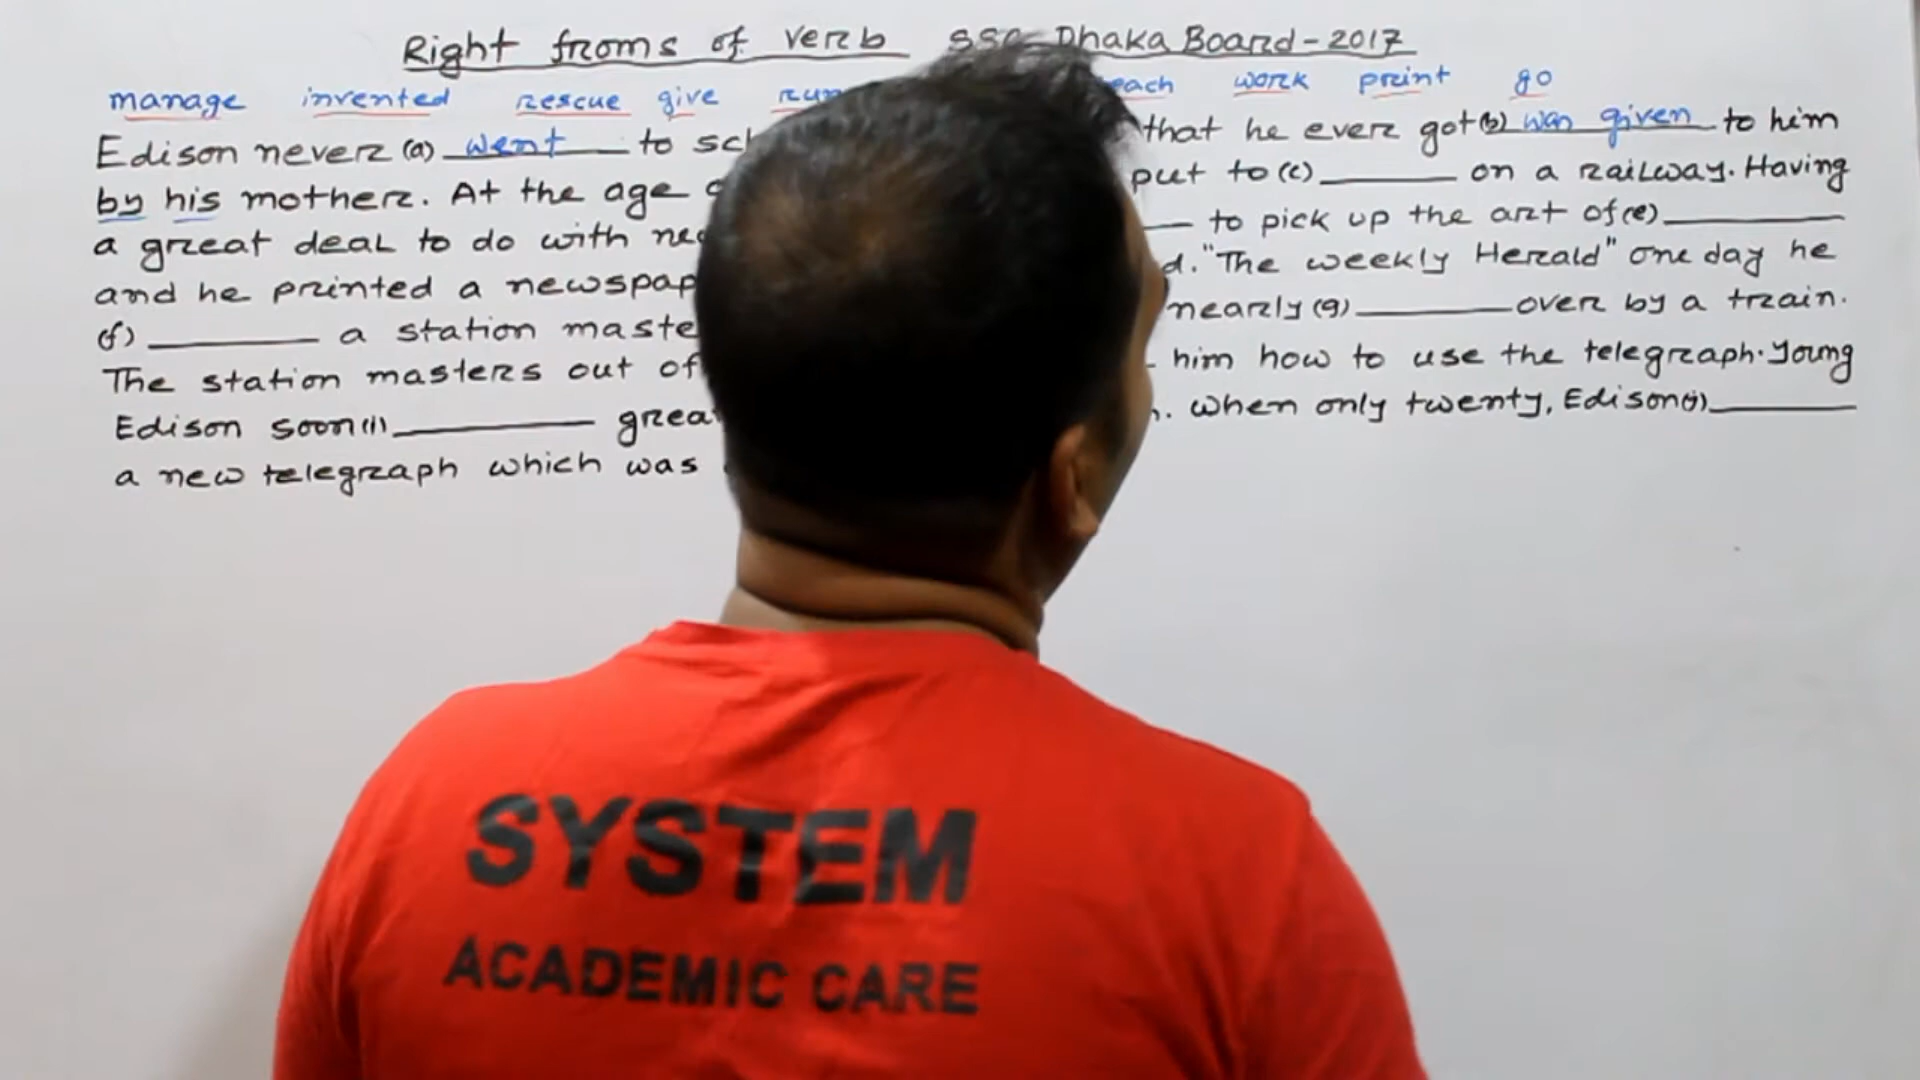 Right froms of verb SSC Dhaka Board-2017
manage invented rescue give run each work print go
Edison never (a) went to sc that he ever got (b) was given to him
by his mother. At the age put to (c) ______ on a railway. Having
a great deal to do with ______ to pick up the art of (e) ______
and he printed a newspap "The weekly Herald" one day he
(f) ______ a station maste nearly (g) ______ over by a train.
The station masters out of him how to use the telegraph. Young
Edison soon (i) ______ grea When only twenty, Edison (j) ______
a new telegraph which was
SYSTEM
ACADEMIC CARE